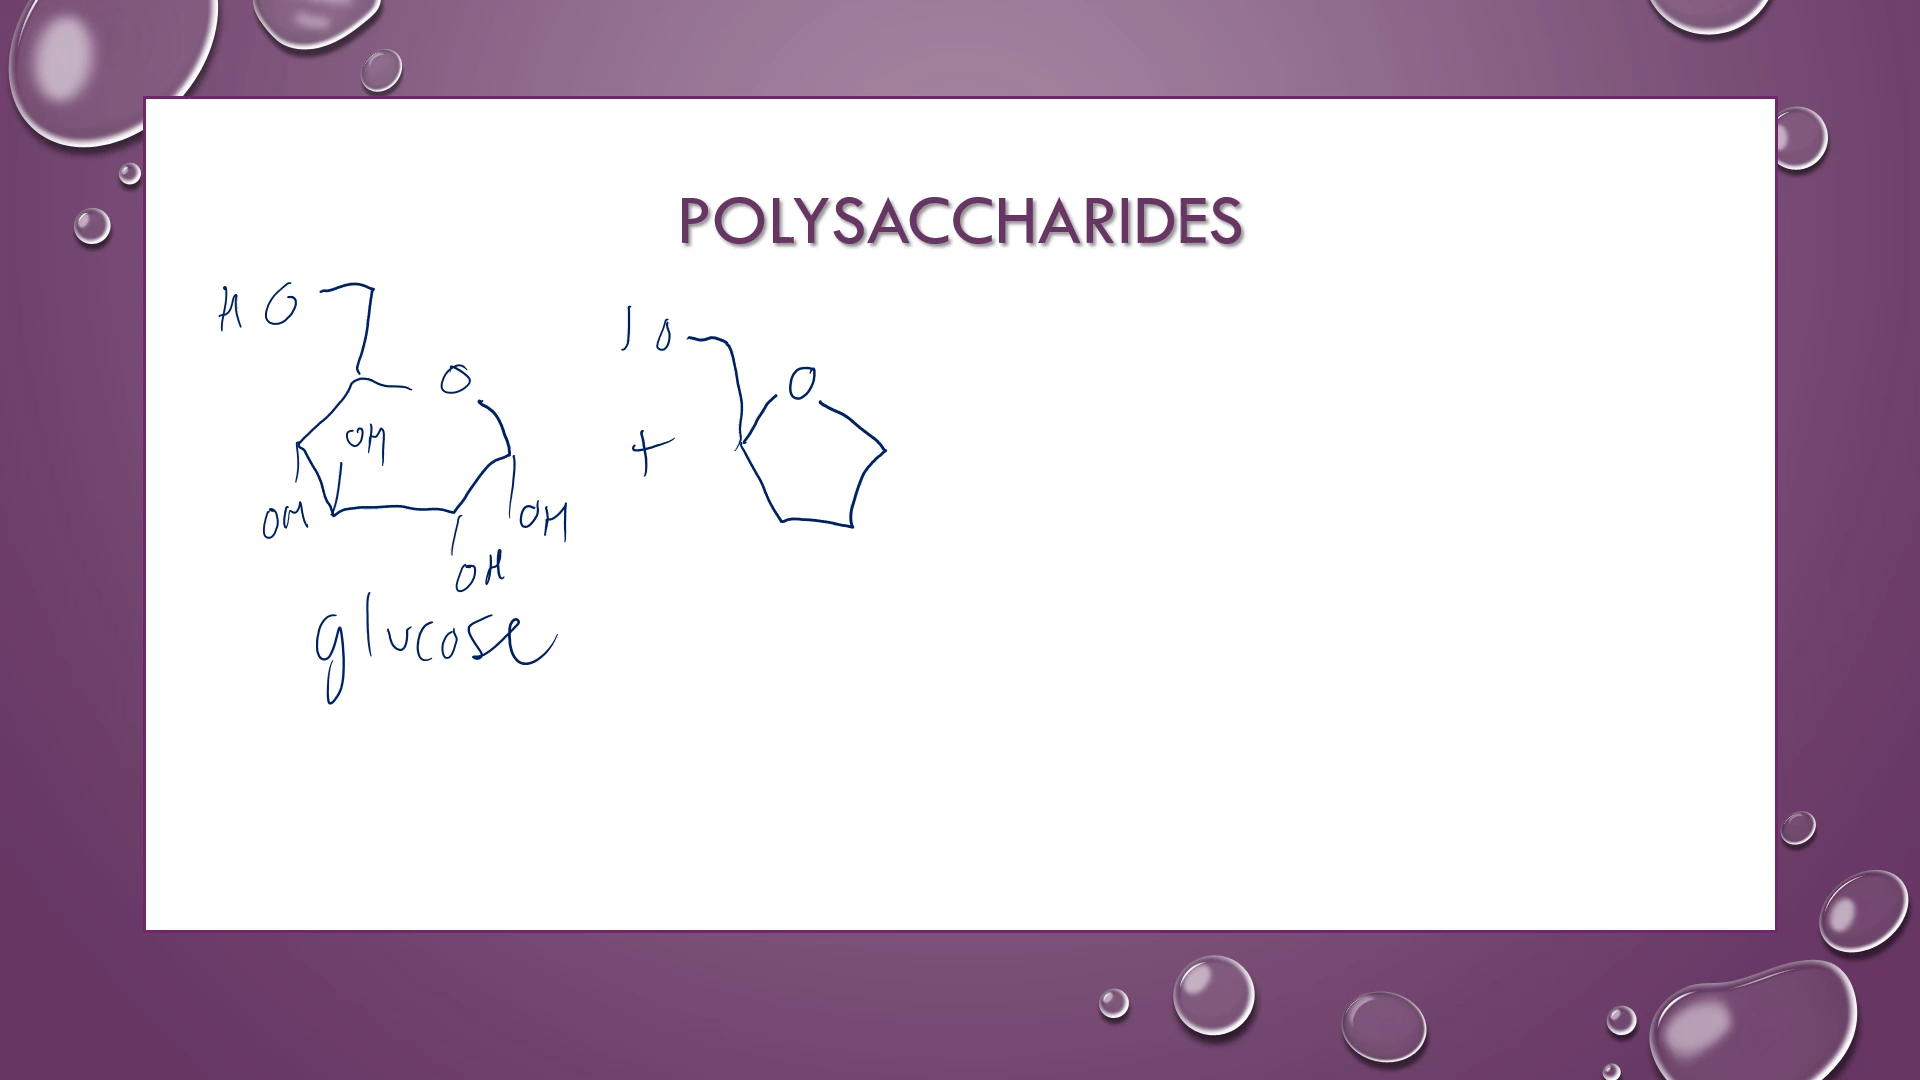 POLYSACCHARIDES
HO
O
O
O
OH
+
OH
OH
OH
glucose